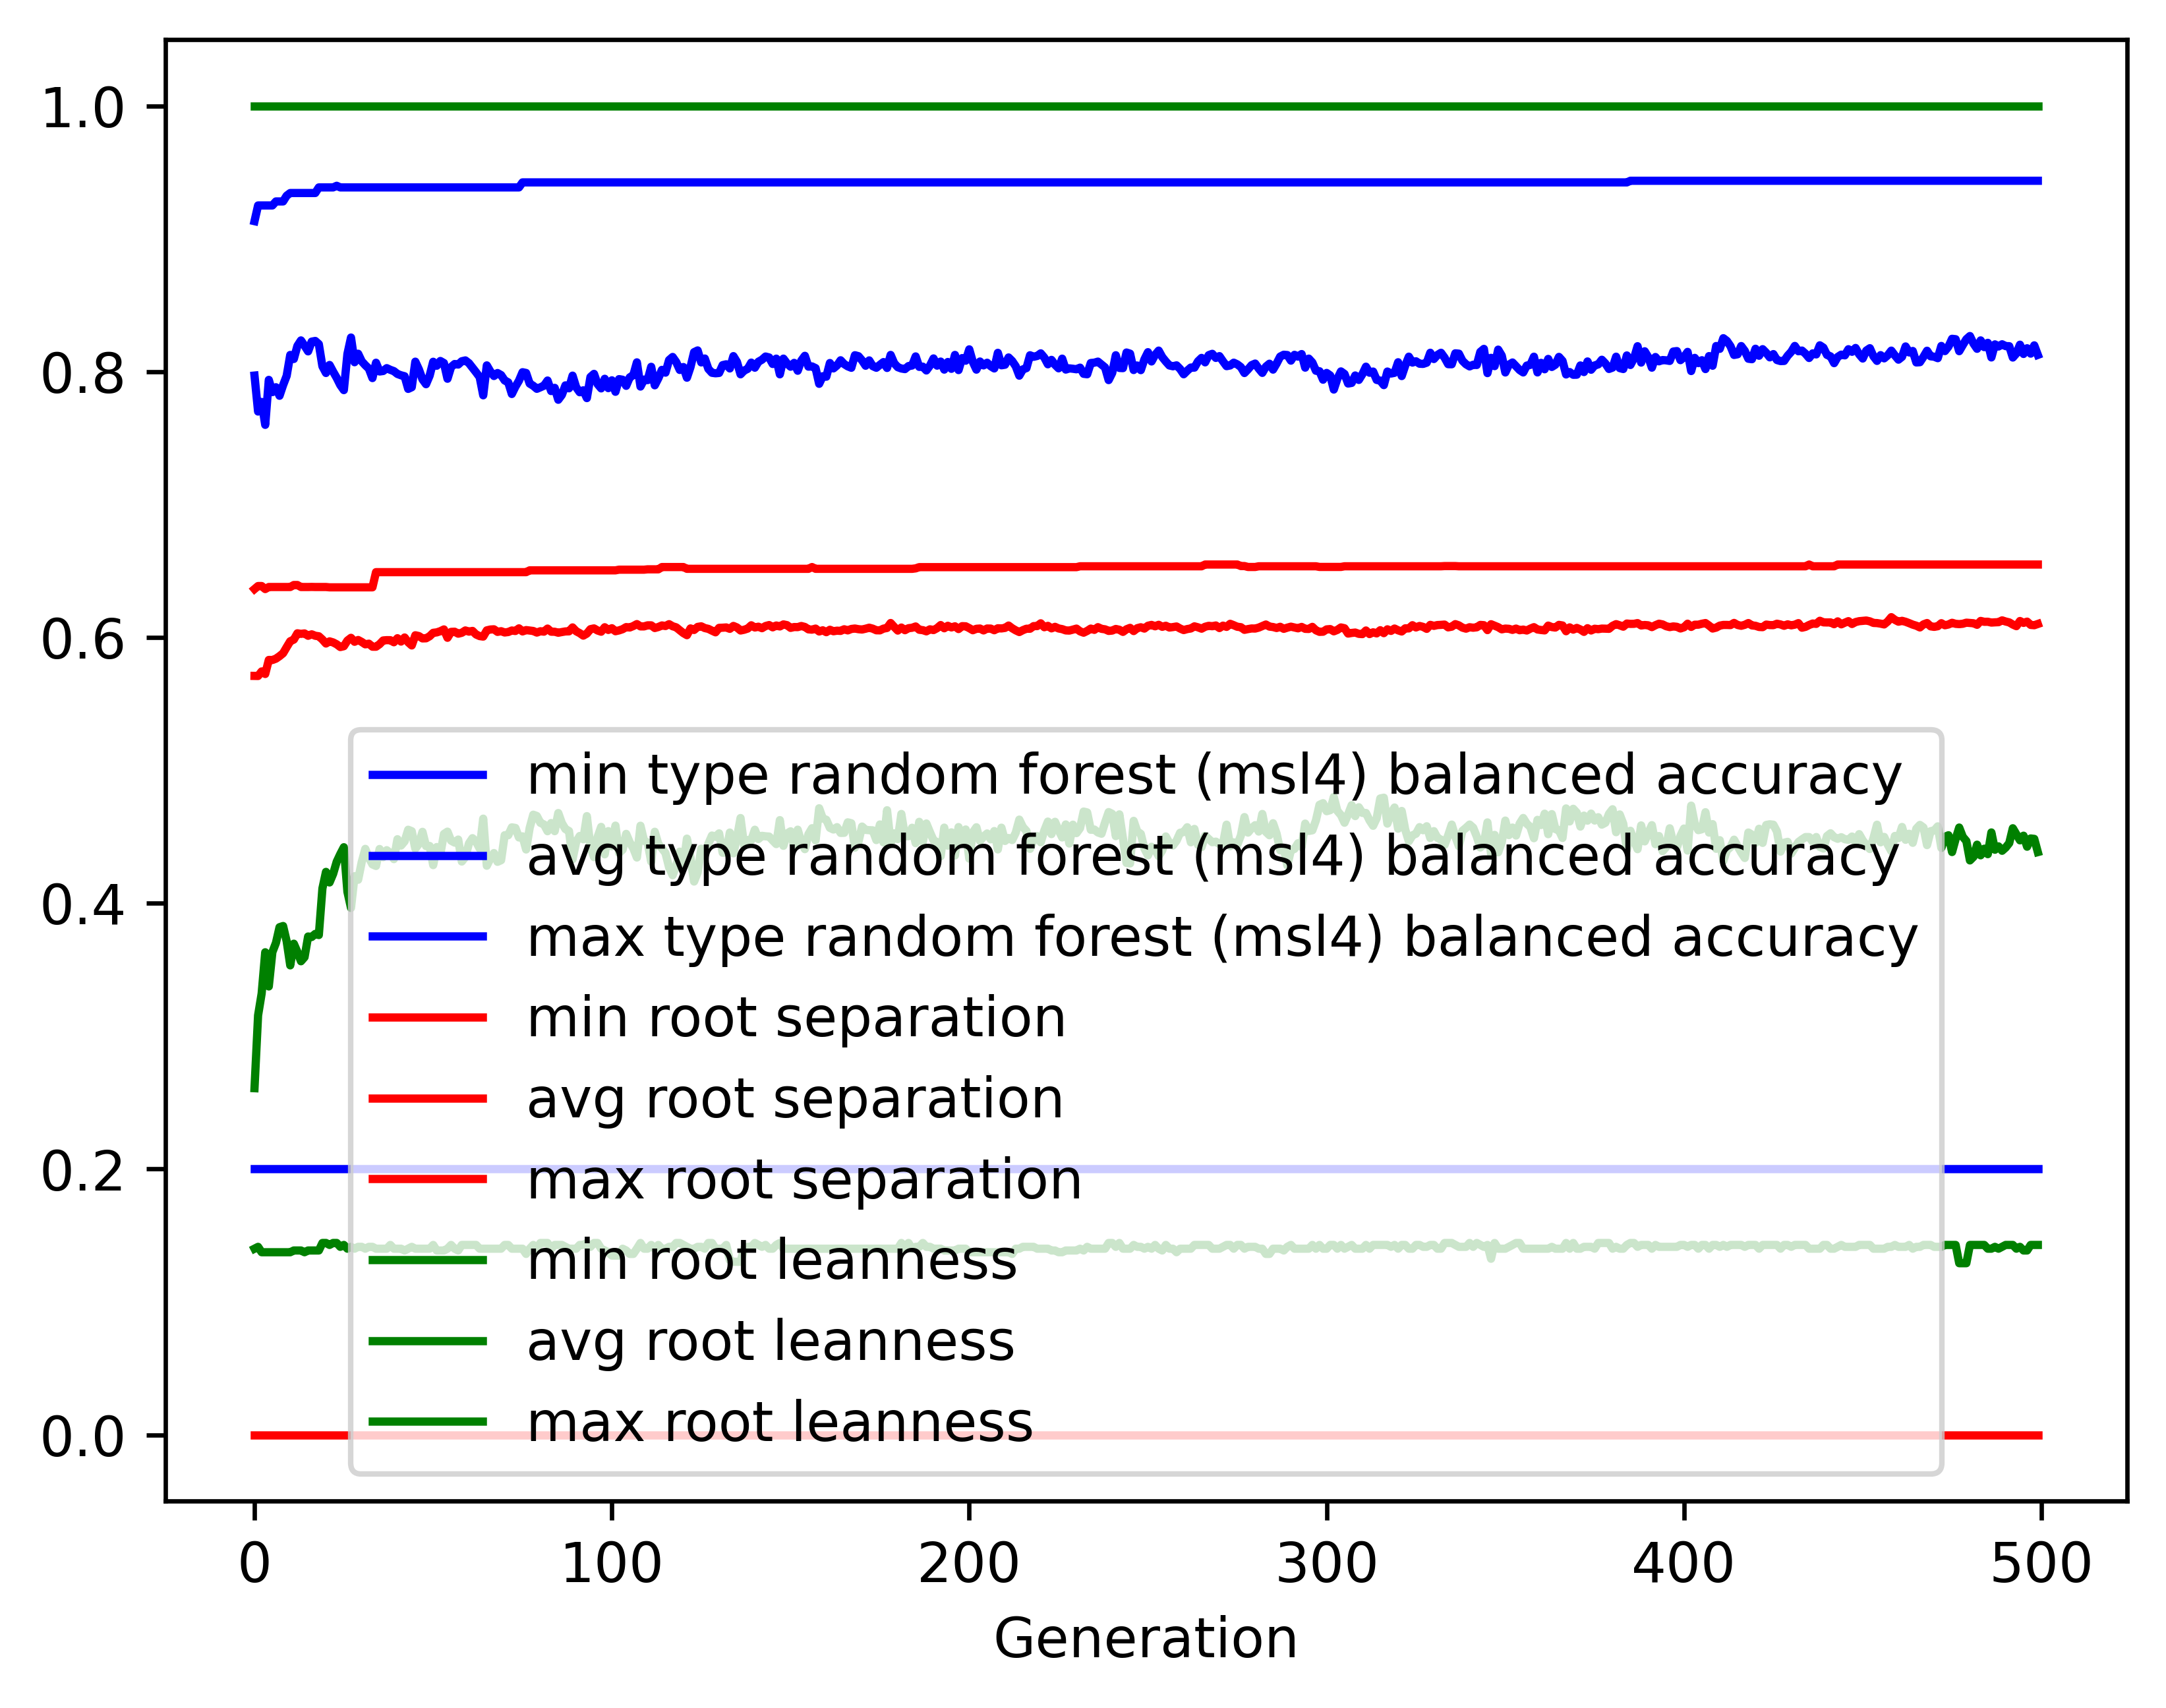 1.0
0.8
0.6
0.4
0.2
0.0
min type random forest (msl4) balanced accuracy
avg type random forest (msl4) balanced accuracy
max type random forest (msl4) balanced accuracy
min root separation
avg root separation
max root separation
min root leanness
avg root leanness
max root leanness
0 100 200 300 400 500
Generation